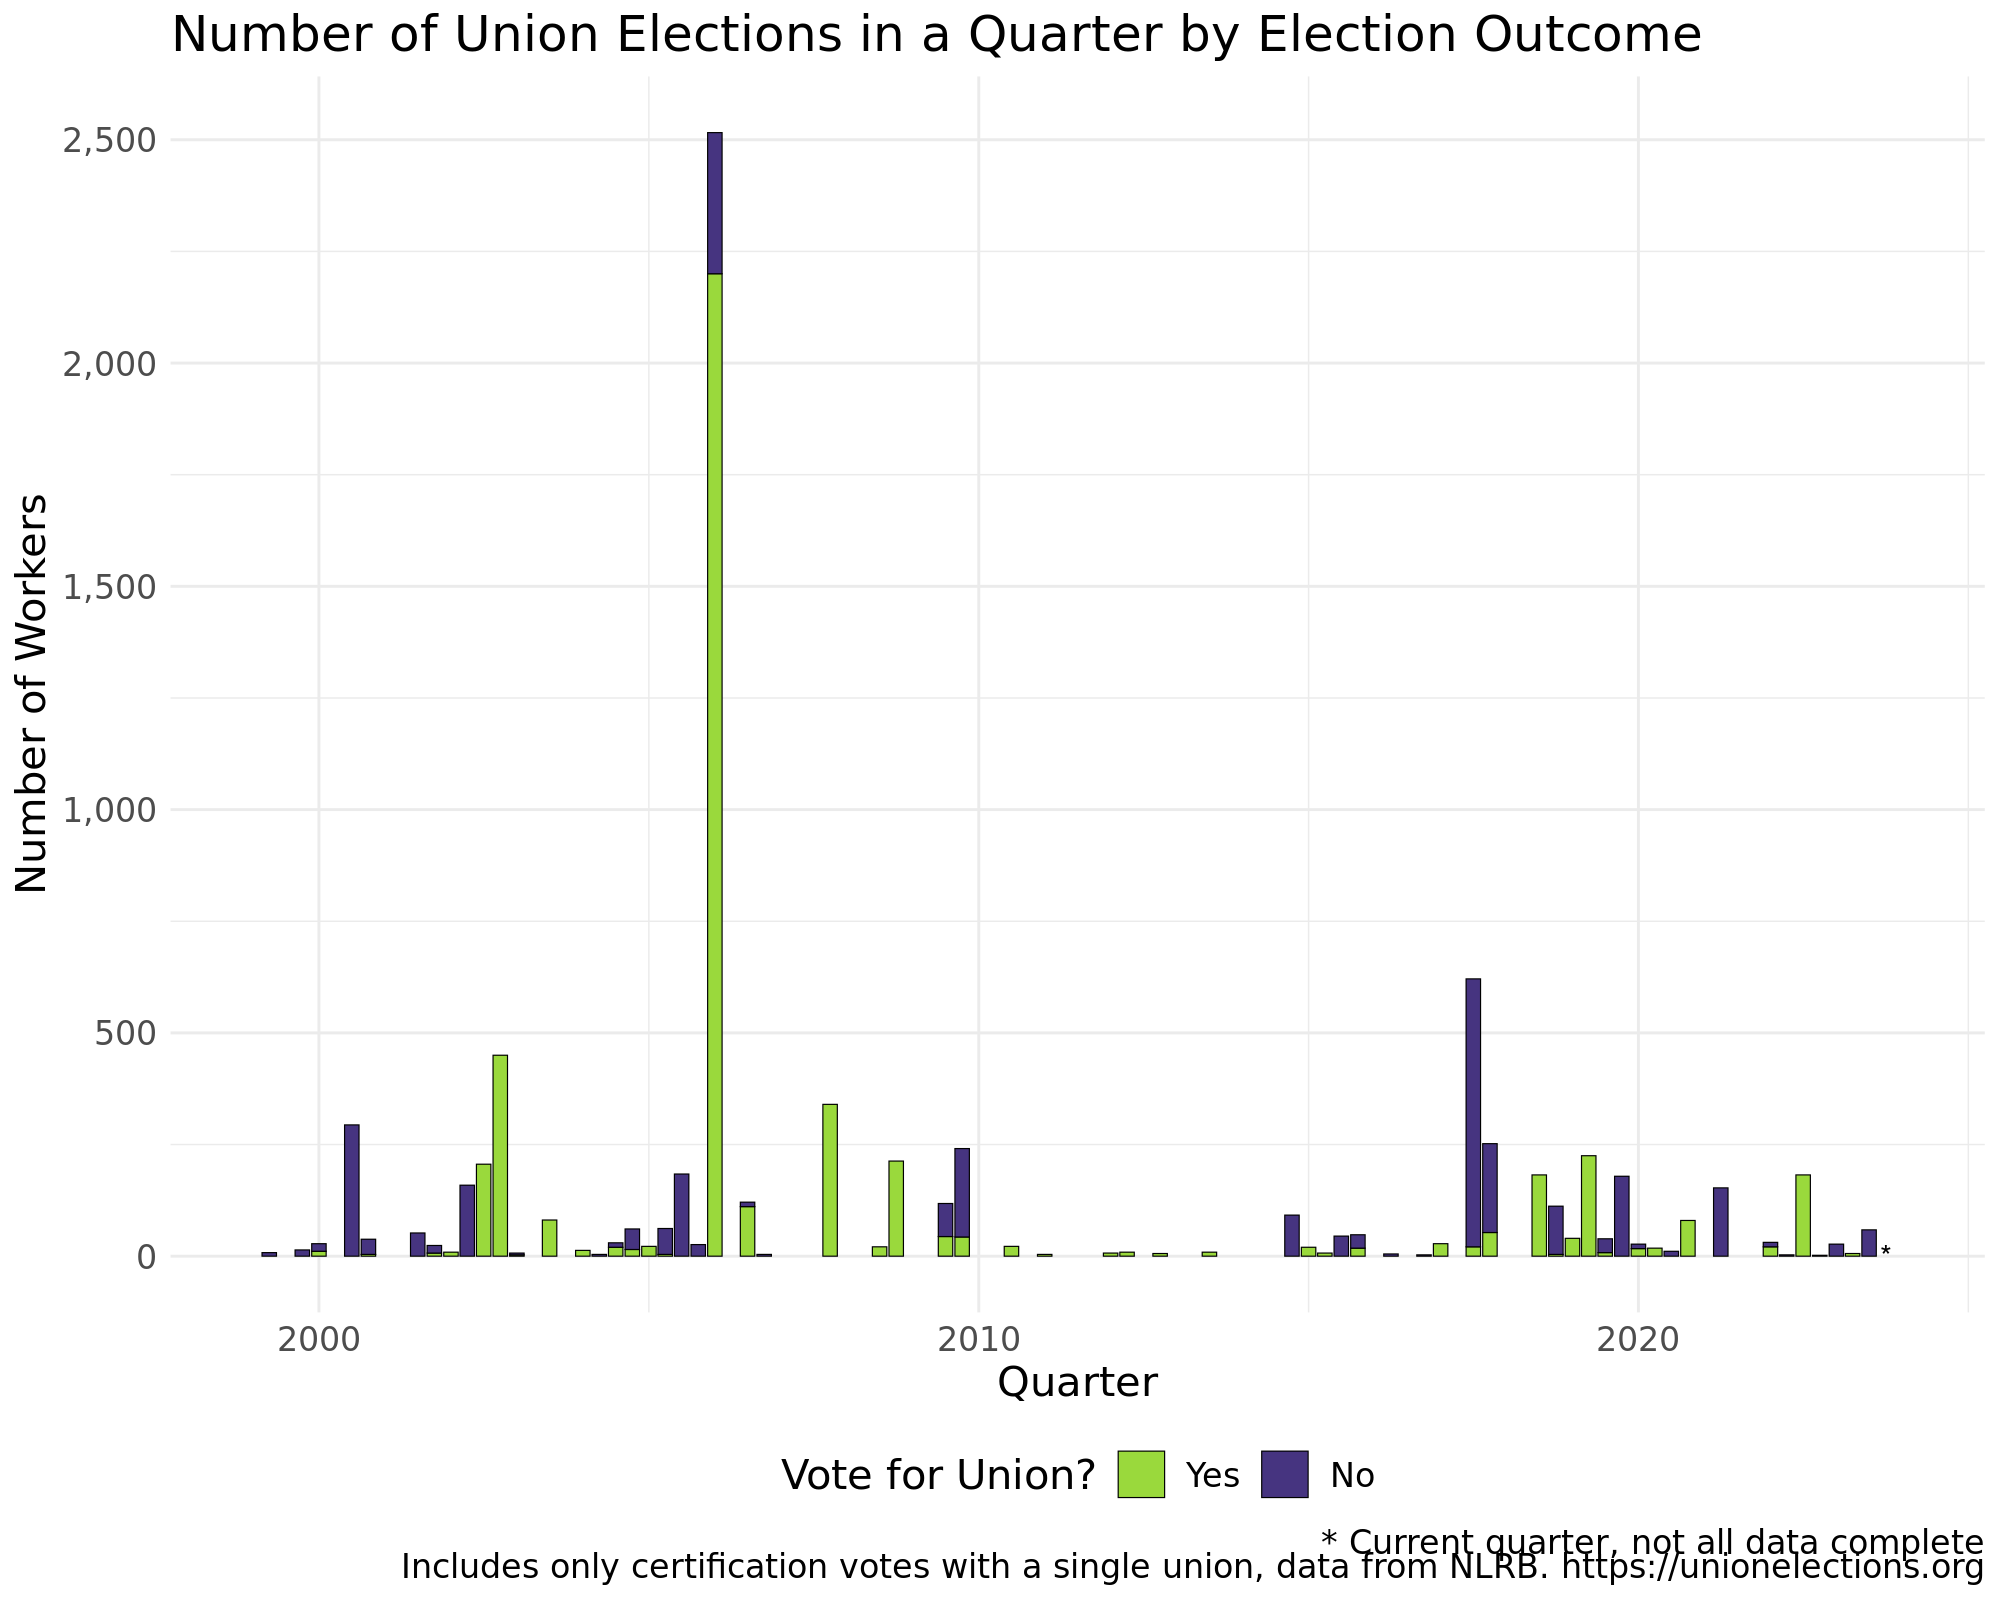 Number of Union Elections in a Quarter by Election Outcome
2,500
2,000
1,500
1,000
500
0
Number of Workers
*
2000
2010
2020
Quarter
Vote for Union? Yes No
* Current quarter, not all data complete
Includes only certification votes with a single union, data from NLRB. https://unionelections.org